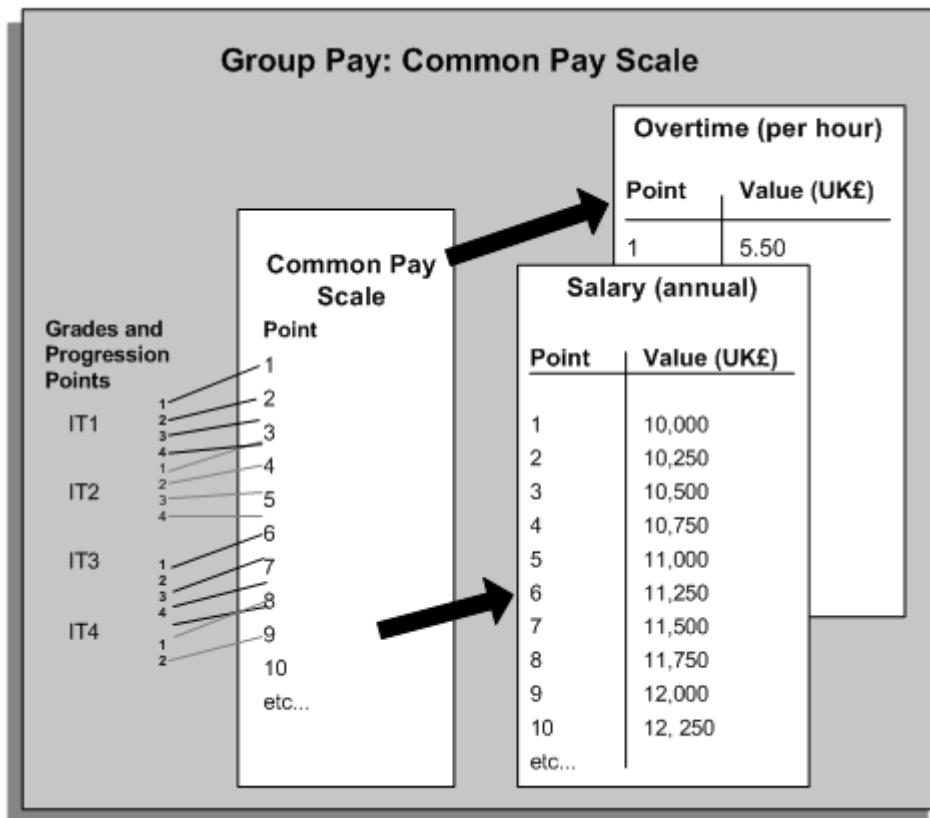 Group Pay: Common Pay Scale
Overtime (per hour)
Point Value (UK£)
1 5.50
Common Pay
Scale
Point
1
2
3
4
5
6
7
8
9
10
etc...
Grades and
Progression
Points
IT1
1
2
3
4
IT2
1
2
3
4
IT3
1
2
3
4
IT4
1
2
Salary (annual)
Point Value (UK£)
1 10,000
2 10,250
3 10,500
4 10,750
5 11,000
6 11,250
7 11,500
8 11,750
9 12,000
10 12, 250
etc...